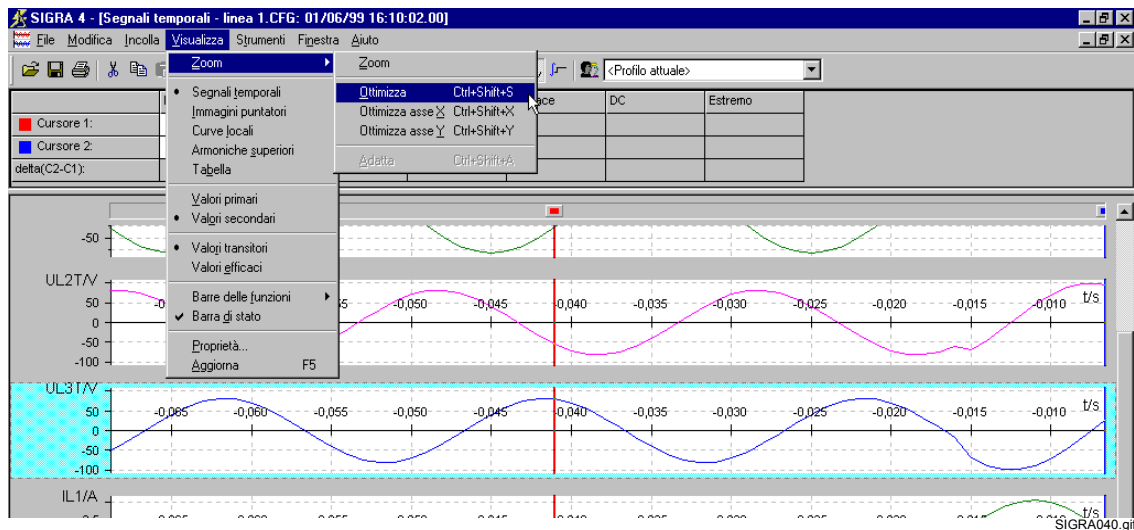 SIGRA 4 - [Segnali temporali - linea 1.CFG: 01/06/99 16:10:02.00]
File Modifica Incolla Visualizza Strumenti Finestra Aiuto
<Profilo attuale>
Zoom
Segnali temporali
Immagini puntatori
Curve locali
Armoniche superiori
Tabella
Valori primari
Valori secondari
Valori transitori
Valori efficaci
Barre delle funzioni
Barra di stato
Proprietà...
Aggiorna F5
Zoom
Ottimizza Ctrl+Shift+S
Ottimizza asse X Ctrl+Shift+X
Ottimizza asse Y Ctrl+Shift+Y
Adatta Ctrl+Shift+A
DC Estremo
Cursore 1:
Cursore 2:
delta(C2-C1):
-50
UL2T/V
50 -0,050 -0,045 -0,040 -0,035 -0,030 -0,025 -0,020 -0,015 -0,010 t/s
0
-50
-100
UL3T/V
50 -0,065 -0,060 -0,055 -0,050 -0,045 -0,040 -0,035 -0,030 -0,025 -0,020 -0,015 -0,010 t/s
0
-50
-100
IL1/A
t/s